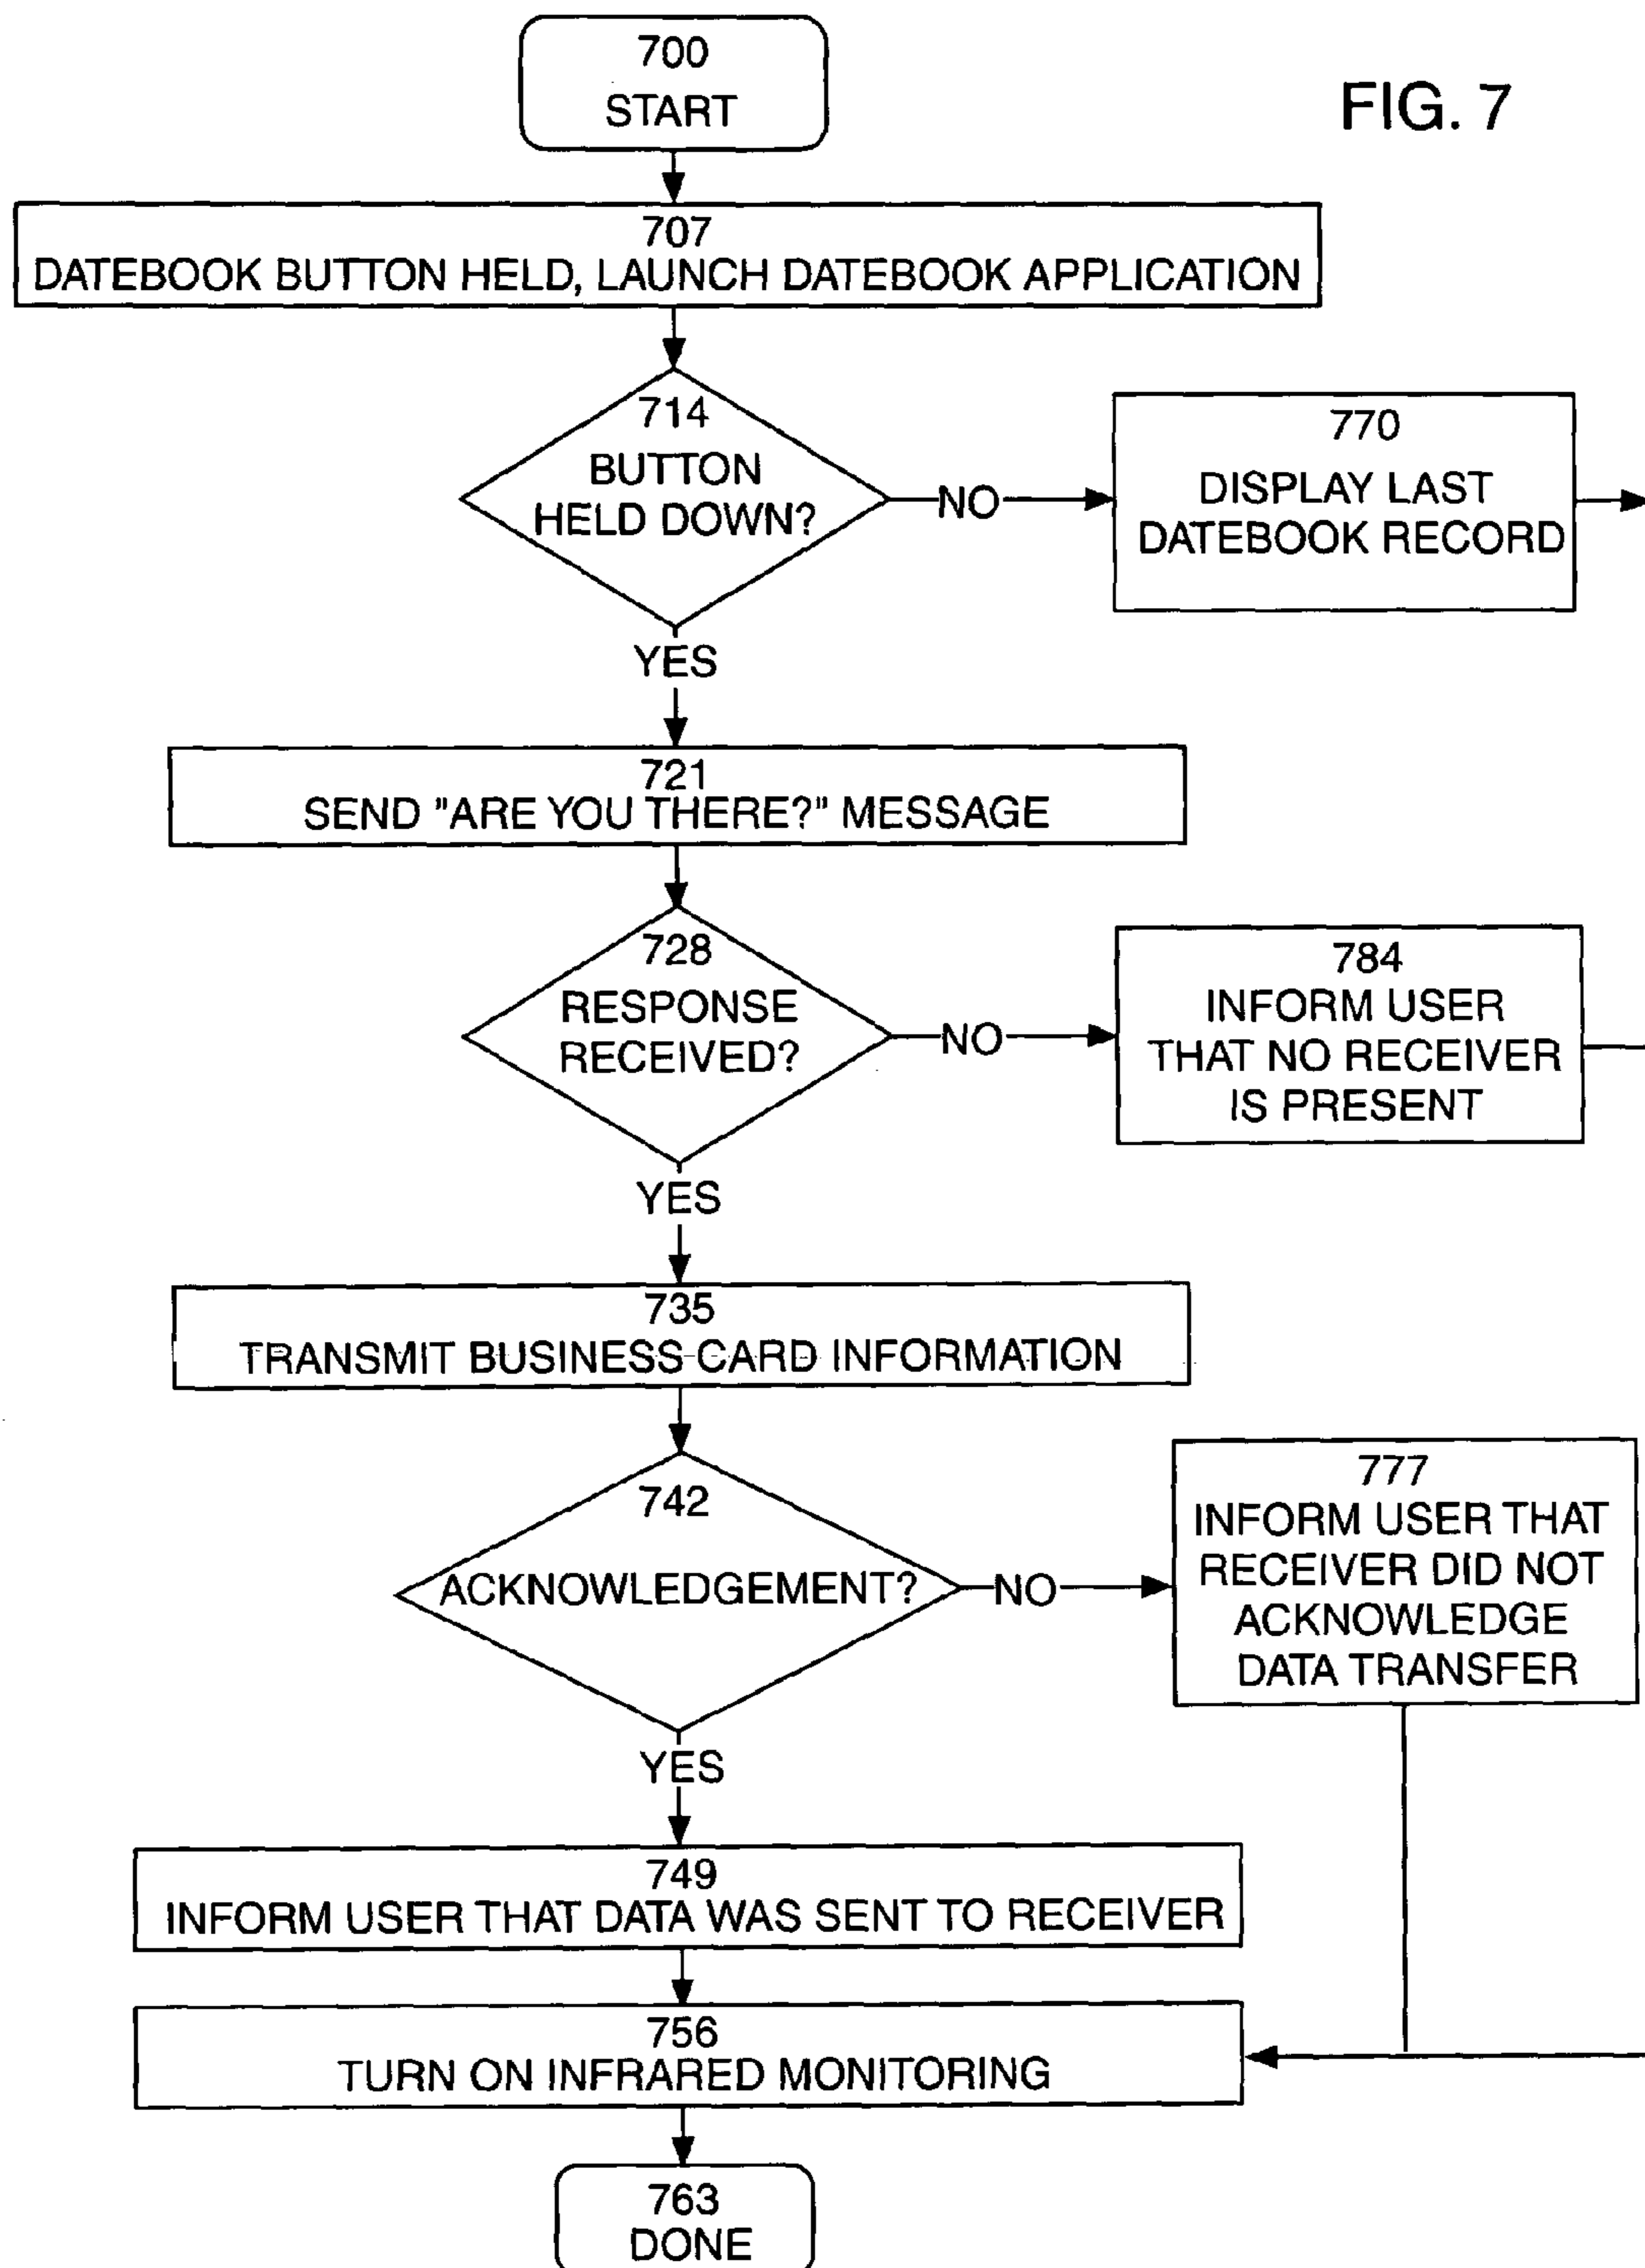 700
START
FIG. 7
707
DATEBOOK BUTTON HELD, LAUNCH DATEBOOK APPLICATION
714
BUTTON
HELD DOWN?
NO
770
DISPLAY LAST
DATEBOOK RECORD
YES
721
SEND "ARE YOU THERE?" MESSAGE
728
RESPONSE
RECEIVED?
NO
784
INFORM USER
THAT NO RECEIVER
IS PRESENT
YES
735
TRANSMIT BUSINESS CARD INFORMATION
742
ACKNOWLEDGEMENT?
NO
777
INFORM USER THAT
RECEIVER DID NOT
ACKNOWLEDGE
DATA TRANSFER
YES
749
INFORM USER THAT DATA WAS SENT TO RECEIVER
756
TURN ON INFRARED MONITORING
763
DONE